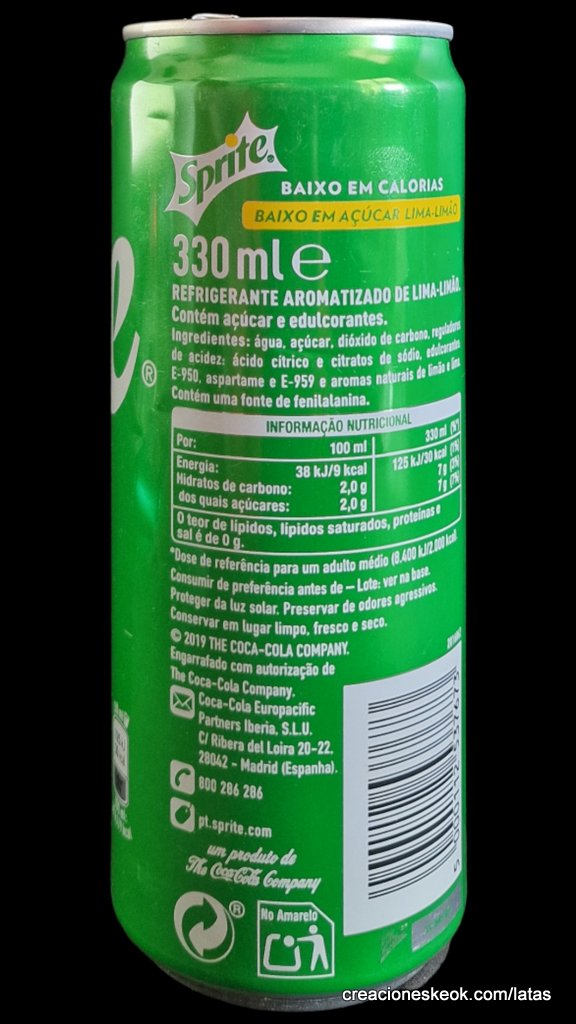 Sprite®
BAIXO EM CALORIAS
BAIXO EM AÇÚCAR LIMA-LIMÃO
330 ml ℮
REFRIGERANTE AROMATIZADO DE LIMA-LIMÃO.
Contém açúcar e edulcorantes.
Ingredientes: água, açúcar, dióxido de carbono, reguladores
de acidez: ácido cítrico e citratos de sódio, edulcorantes
E-950, aspartame e E-959 e aromas naturais de limão e lima.
Contém uma fonte de fenilalanina.
e®
INFORMAÇÃO NUTRICIONAL
Por: 100 ml 330 ml (%*)
Energia: 38 kJ/9 kcal 125 kJ/30 kcal (1%)
Hidratos de carbono: 2,0 g 7g (3%)
dos quais açúcares: 2,0 g 7g (7%)
O teor de lípidos, lípidos saturados, proteínas e
sal é de 0 g.
*Dose de referência para um adulto médio (8.400 kJ/2.000 kcal).
Consumir de preferência antes de – Lote: ver na base.
Proteger da luz solar. Preservar de odores agressivos.
Conservar em lugar limpo, fresco e seco.
© 2019 THE COCA-COLA COMPANY.
Engarrafado com autorização de
The Coca-Cola Company.
Coca-Cola Europacific
Partners Iberia, S.L.U.
C/ Ribera del Loira 20-22.
28042 - Madrid (Espanha).
800 286 286
pt.sprite.com
um produto de
The Coca-Cola Company
®
No Amarelo
creacioneskeok.com/latas